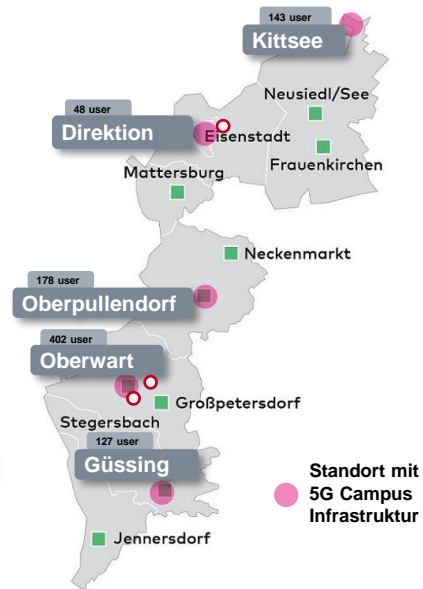 143 user
Kittsee
Neusiedl/See
48 user
Direktion
Eisenstadt
Frauenkirchen
Mattersburg
Neckenmarkt
178 user
Oberpullendorf
402 user
Oberwart
Großpetersdorf
Stegersbach
127 user
Güssing
Standort mit
5G Campus
Infrastruktur
Jennersdorf